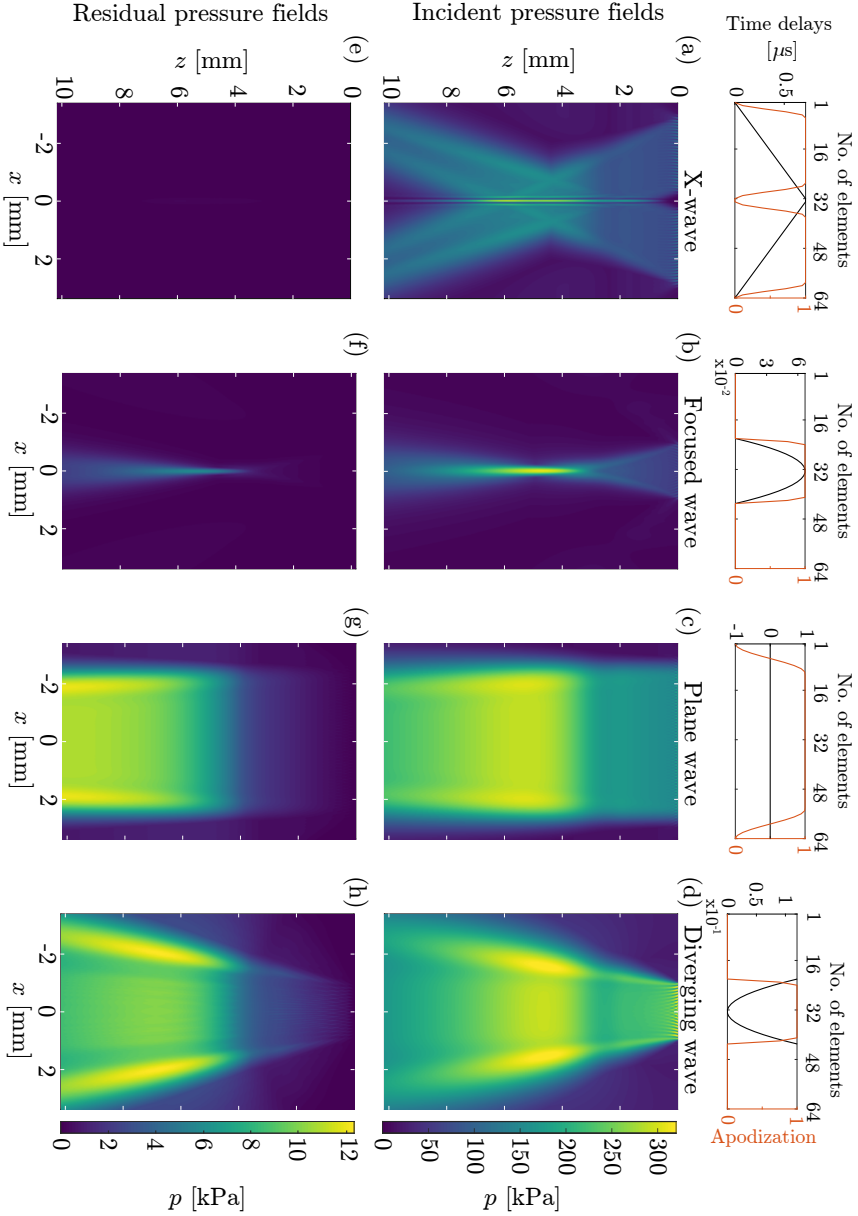 No. of elements
1 16 32 48 64
Time delays
[μs]
0 0.5
0 1
No. of elements
1 16 32 48 64
0 3 6
x10-2
0 1
No. of elements
1 16 32 48 64
-1 0 1
0 1
No. of elements
1 16 32 48 64
0 0.5 1
x10-1
0 1
Apodization
(a) X-wave
(b) Focused wave
(c) Plane wave
(d) Diverging wave
Incident pressure fields
z [mm]
0
2
4
6
8
10
0
50
100
150
200
250
300
p [kPa]
(e)
(f)
(g)
(h)
Residual pressure fields
z [mm]
0
2
4
6
8
10
-2 0 2
x [mm]
-2 0 2
x [mm]
-2 0 2
x [mm]
-2 0 2
x [mm]
0
2
4
6
8
10
12
p [kPa]